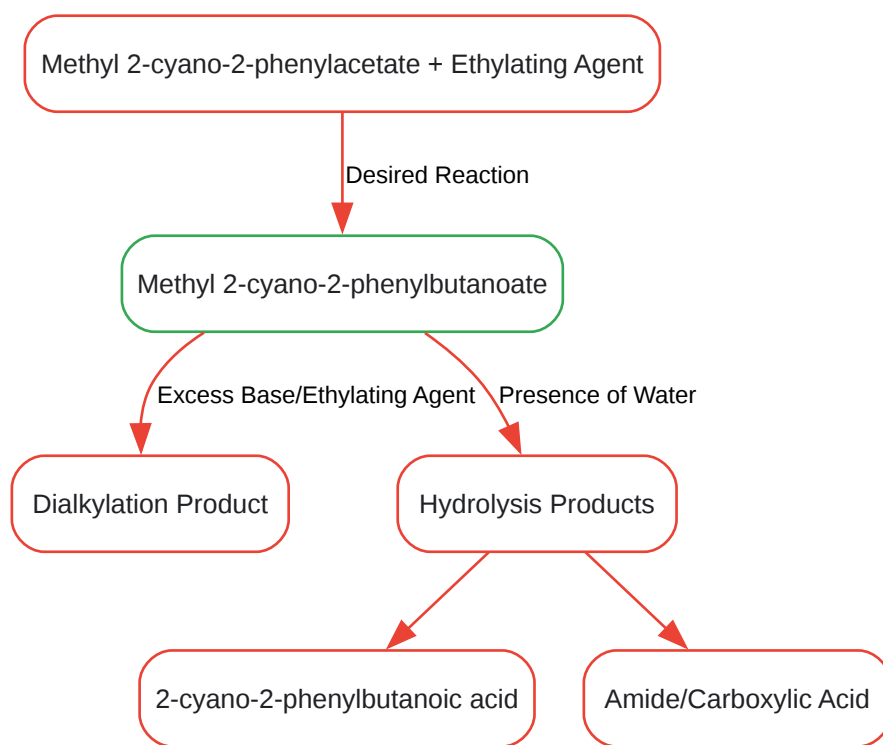 Methyl 2-cyano-2-phenylacetate + Ethylating Agent
Desired Reaction
Methyl 2-cyano-2-phenylbutanoate
Excess Base/Ethylating Agent
Presence of Water
Dialkylation Product
Hydrolysis Products
2-cyano-2-phenylbutanoic acid
Amide/Carboxylic Acid